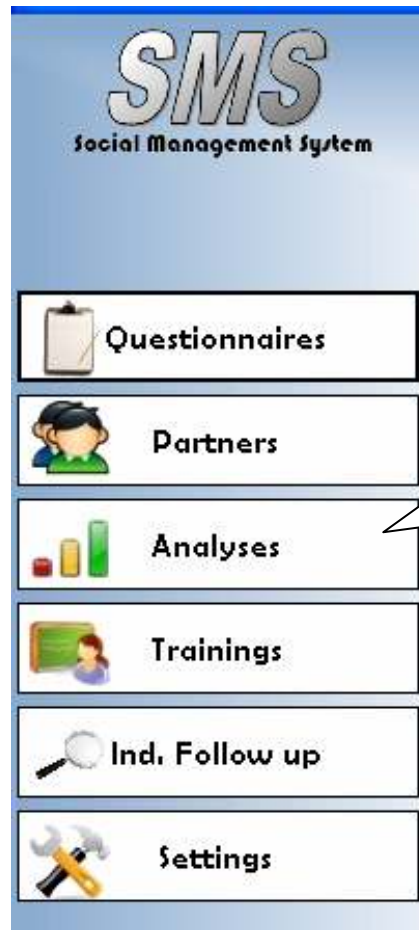 SMS
Social Management System
Questionnaires
Partners
Analyses
Trainings
Ind. Follow up
Settings